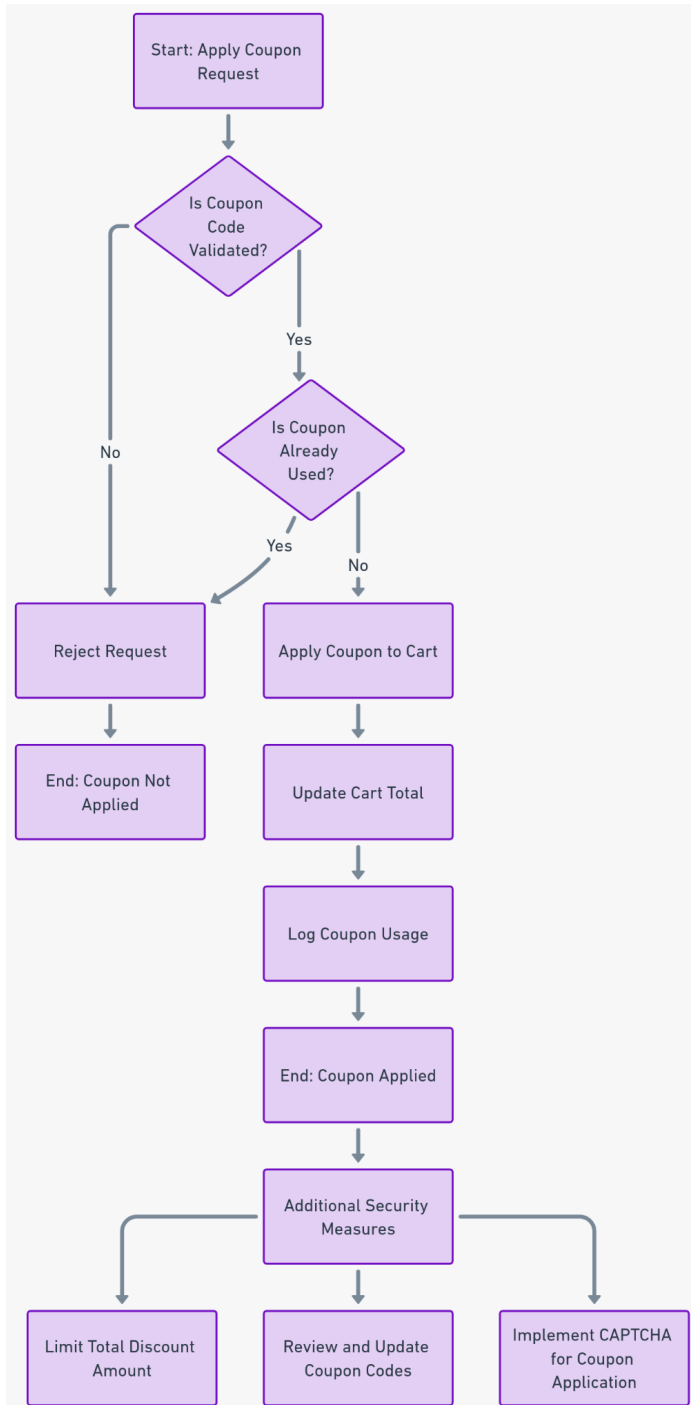 Start: Apply Coupon
Request
Is Coupon
Code
Validated?
Yes
Is Coupon
Already
Used?
No
Yes
No
Reject Request
Apply Coupon to Cart
End: Coupon Not
Applied
Update Cart Total
Log Coupon Usage
End: Coupon Applied
Additional Security
Measures
Limit Total Discount
Amount
Review and Update
Coupon Codes
Implement CAPTCHA
for Coupon
Application